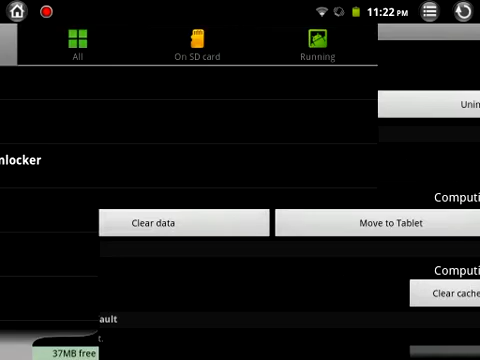 11:22 PM
All
On SD card
Running
Unin
nlocker
Computi
Clear data
Move to Tablet
Computi
Clear cache
ault
t.
37MB free